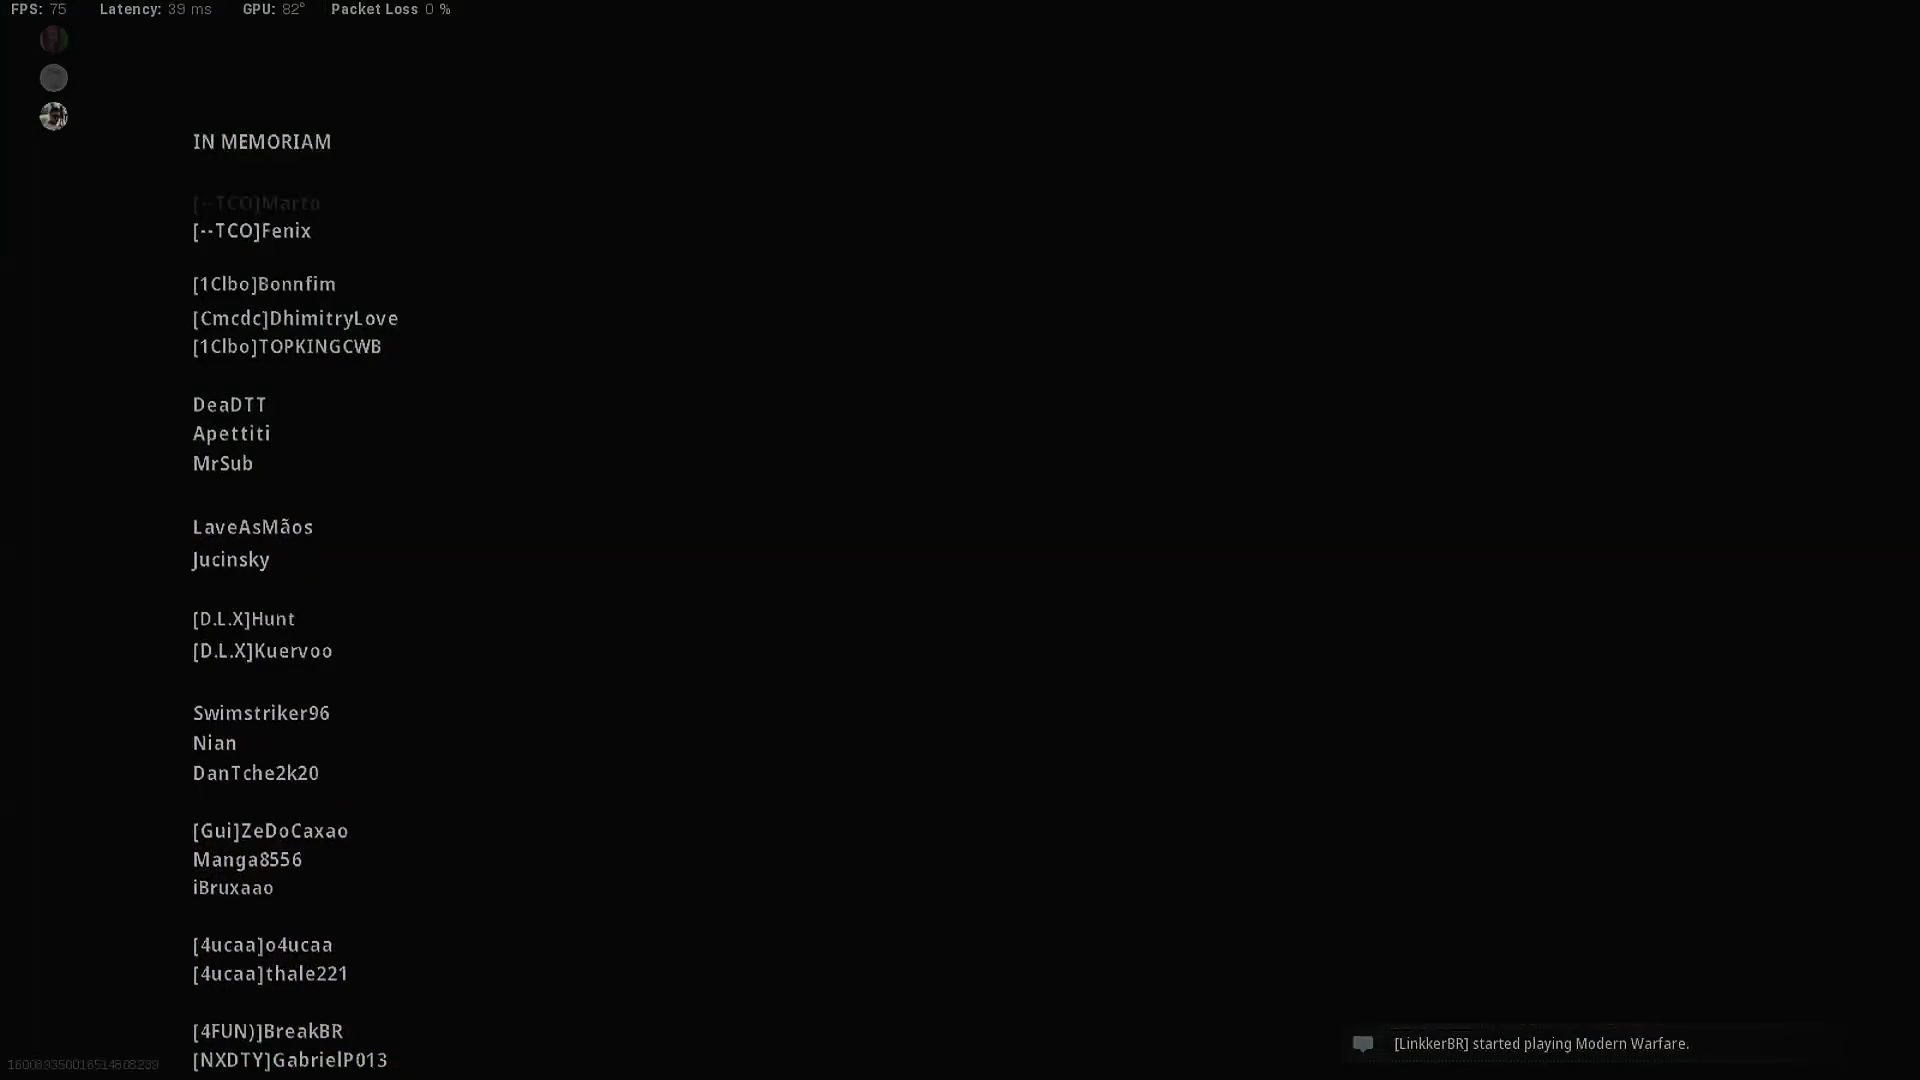 FPS: 75 Latency: 39 ms GPU: 82° Packet Loss 0 %
IN MEMORIAM
[--TCO]Marto
[--TCO]Fenix
[1Clbo]Bonnfim
[Cmcdc]DhimitryLove
[1Clbo]TOPKINGCWB
DeaDTT
Apettiti
MrSub
LaveAsMãos
Jucinsky
[D.L.X]Hunt
[D.L.X]Kuervoo
Swimstriker96
Nian
DanTche2k20
[Gui]ZeDoCaxao
Manga8556
iBruxaao
[4ucaa]o4ucaa
[4ucaa]thale221
[4FUN)]BreakBR
[NXDTY]GabrielP013
[LinkkerBR] started playing Modern Warfare.